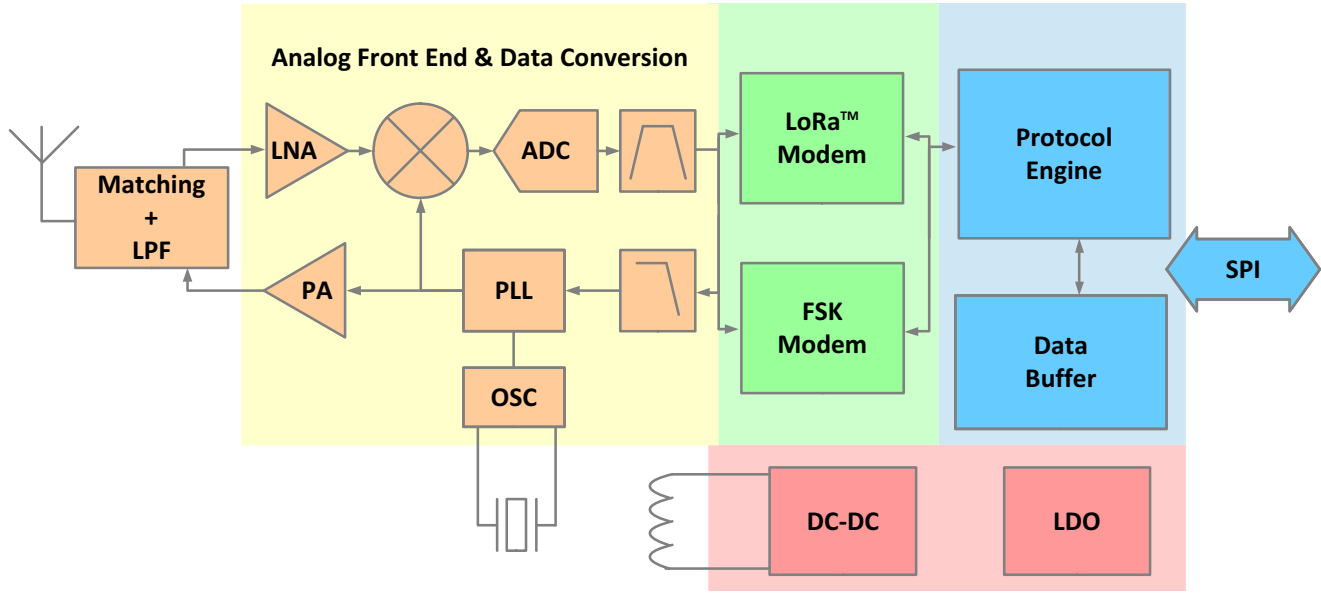 Analog Front End & Data Conversion
LNA
ADC
LoRa™
Modem
Protocol
Engine
Matching
+
LPF
PA
PLL
FSK
Modem
SPI
Data
Buffer
OSC
DC-DC
LDO